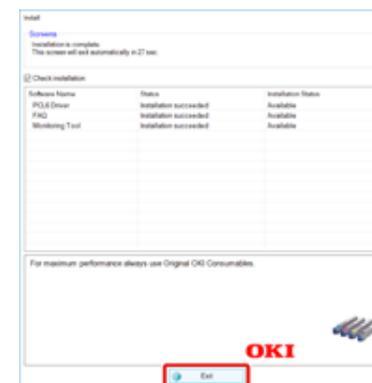 Install
Screens
Installation is complete.
This screen will exit automatically in 27 sec.
Check installation
Software Name Status Installation Status
PCL6 Driver Installation succeeded Available
FAQ Installation succeeded Available
Monitoring Tool Installation succeeded Available
For maximum performance always use Original OKI Consumables.
OKI
Exit